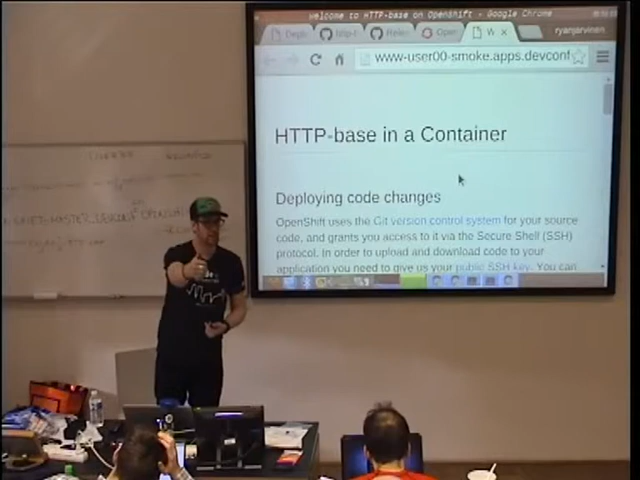 welcome to HTTP-base on Openshift - Google Chrome
ryanjarvinen
www-user00-smoke.apps.devconf
HTTP-base in a Container
Deploying code changes
OpenShift uses the Git version control system for your source
code, and grants you access to it via the Secure Shell (SSH)
protocol. In order to upload and download code to your
application you need to give us your public SSH key. You can